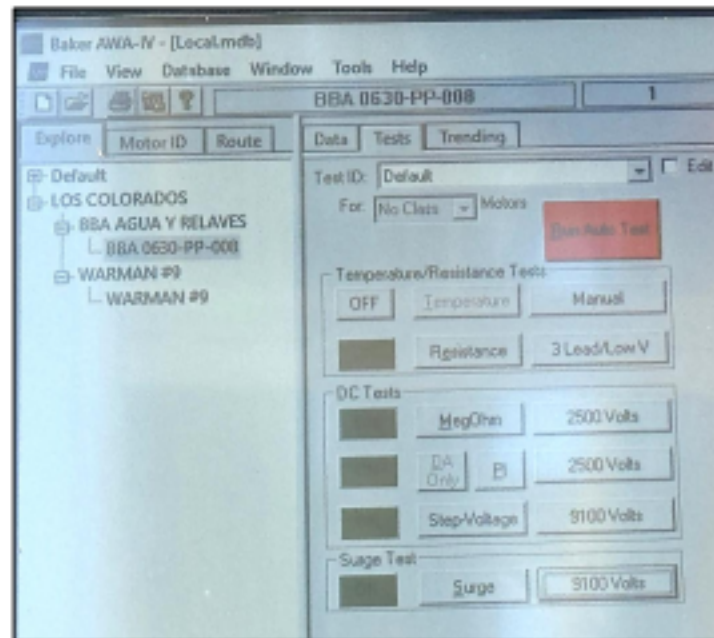 Baker AWA-IV - [Local.mdb]
File View Database Window Tools Help
BBA 0630-PP-008 1
Explore Motor ID Route
Data Tests Trending
Default
LOS COLORADOS
BBA AGUA Y RELAVES
BBA 0630-PP-008
WARMAN #9
WARMAN #9
Test ID: Default Edit
For: No Class Motors
Run Auto Test
Temperature/Resistance Tests
OFF Temperature Manual
Resistance 3 Lead/Low V
DC Tests
MegOhm 2500 Volts
DA Only PI 2500 Volts
Step-Voltage 9100 Volts
Surge Test
Surge 9100 Volts